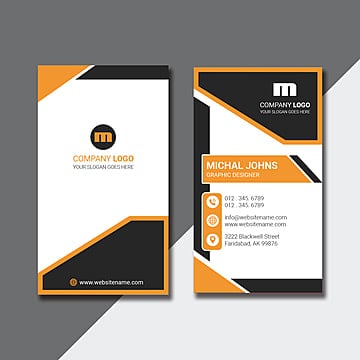 m
COMPANY LOGO
YOUR SLOGAN GOES HERE
www.websitename.com
m
COMPANY LOGO
YOUR SLOGAN GOES HERE
MICHAL JOHNS
GRAPHIC DESIGNER
012 . 345. 6789
012 . 345. 6789
info@websitename.com
websitename.com
3222 Blackwell Street
Faridabad, AK 99876